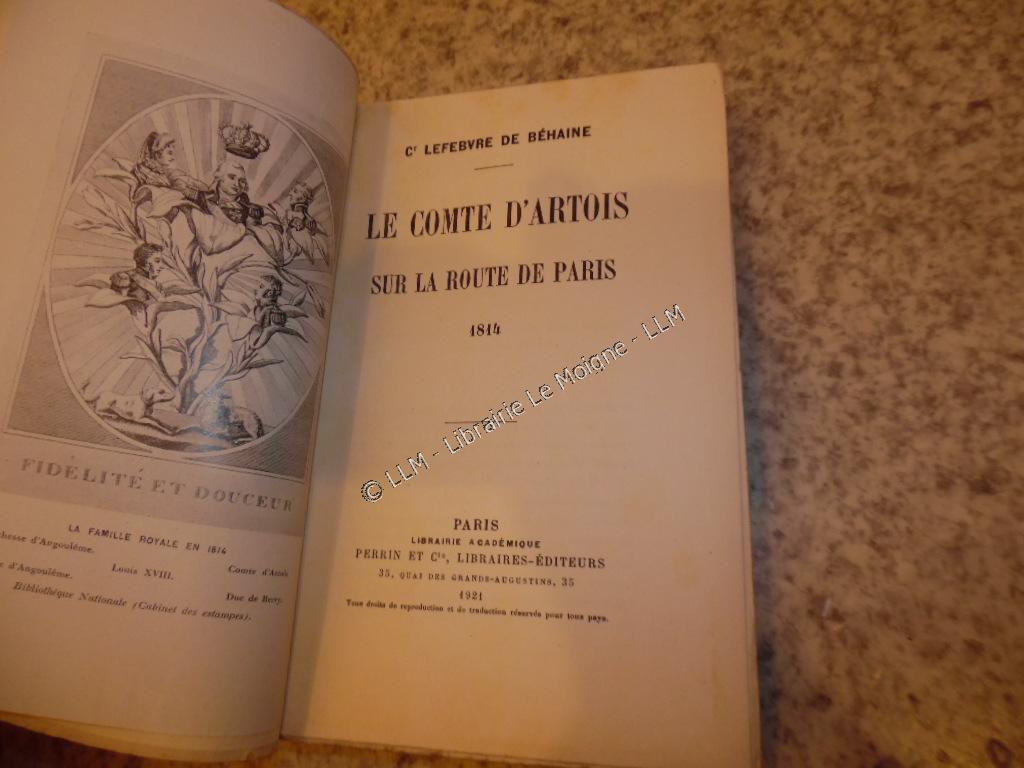 FIDÉLITÉ ET DOUCEUR
LA FAMILLE ROYALE EN 1814
chesse d'Angoulême. Louis XVIII. Comte d'Artois
e d'Angoulême. Duc de Berry.
Bibliothèque Nationale (Cabinet des estampes).
Cᵗ LEFEBVRE DE BÉHAINE
LE COMTE D'ARTOIS
SUR LA ROUTE DE PARIS
1814
© LLM - Librairie Le Moigne - LLM
PARIS
LIBRAIRIE ACADÉMIQUE
PERRIN ET Cⁱᵉ, LIBRAIRES-ÉDITEURS
35, QUAI DES GRANDS-AUGUSTINS, 35
1921
Tous droits de reproduction et de traduction réservés pour tous pays.